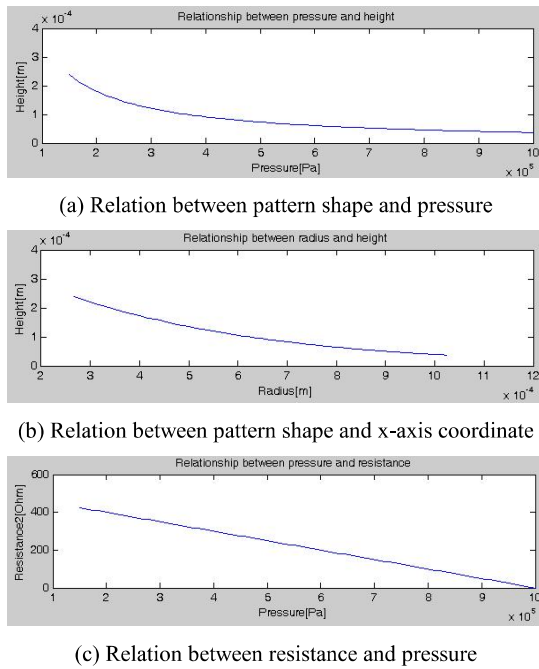 Relationship between pressure and height
x 10⁻⁴
4
3
2
1
0
Height[m]
1 2 3 4 5 6 7 8 9 10
Pressure[Pa]
x 10⁵
(a) Relation between pattern shape and pressure
Relationship between radius and height
x 10⁻⁴
4
3
2
1
0
Height[m]
2 3 4 5 6 7 8 9 10 11 12
Radius[m]
x 10⁻⁴
(b) Relation between pattern shape and x-axis coordinate
Relationship between pressure and resistance
600
400
200
0
Resistance2[Ohm]
1 2 3 4 5 6 7 8 9 10
Pressure[Pa]
x 10⁵
(c) Relation between resistance and pressure